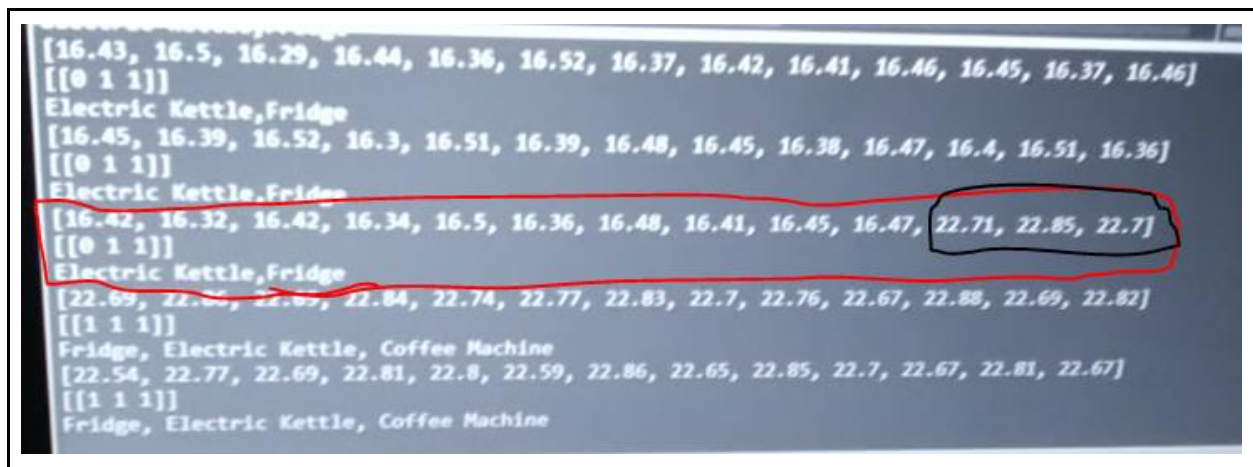 [16.43, 16.5, 16.29, 16.44, 16.36, 16.52, 16.37, 16.42, 16.41, 16.46, 16.45, 16.37, 16.46]
[[0 1 1]]
Electric Kettle,Fridge
[16.45, 16.39, 16.52, 16.3, 16.51, 16.39, 16.48, 16.45, 16.38, 16.47, 16.4, 16.51, 16.36]
[[0 1 1]]
Electric Kettle,Fridge
[16.42, 16.32, 16.42, 16.34, 16.5, 16.36, 16.48, 16.41, 16.45, 16.47, 22.71, 22.85, 22.7]
[[0 1 1]]
Electric Kettle,Fridge
[22.69, 22.86, 22.69, 22.84, 22.74, 22.77, 22.83, 22.7, 22.76, 22.67, 22.88, 22.69, 22.82]
[[1 1 1]]
Fridge, Electric Kettle, Coffee Machine
[22.54, 22.77, 22.69, 22.81, 22.8, 22.59, 22.86, 22.65, 22.85, 22.7, 22.67, 22.81, 22.67]
[[1 1 1]]
Fridge, Electric Kettle, Coffee Machine